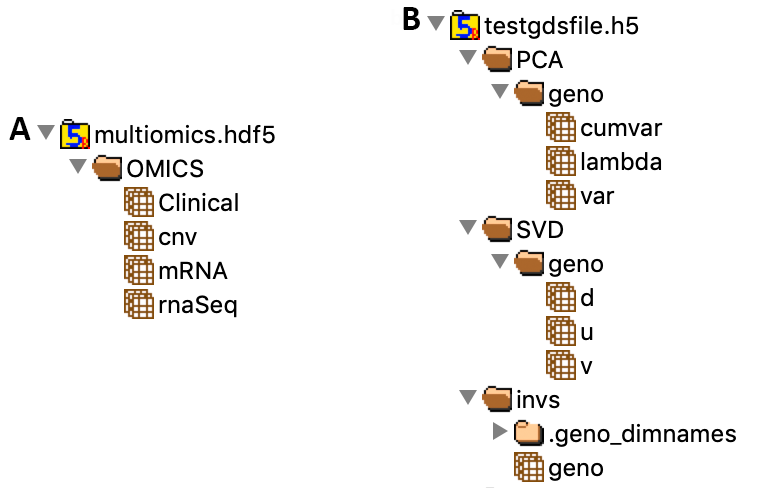 A
multiomics.hdf5
OMICS
Clinical
cnv
mRNA
rnaSeq
B
testgdsfile.h5
PCA
geno
cumvar
lambda
var
SVD
geno
d
u
v
invs
.geno_dimnames
geno